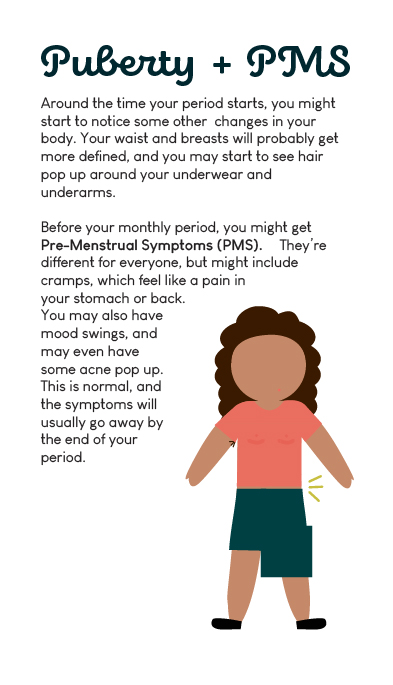 Puberty + PMS
Around the time your period starts, you might
start to notice some other changes in your
body. Your waist and breasts will probably get
more defined, and you may start to see hair
pop up around your underwear and
underarms.
Before your monthly period, you might get
Pre-Menstrual Symptoms (PMS). They're
different for everyone, but might include
cramps, which feel like a pain in
your stomach or back.
You may also have
mood swings, and
may even have
some acne pop up.
This is normal, and
the symptoms will
usually go away by
the end of your
period.